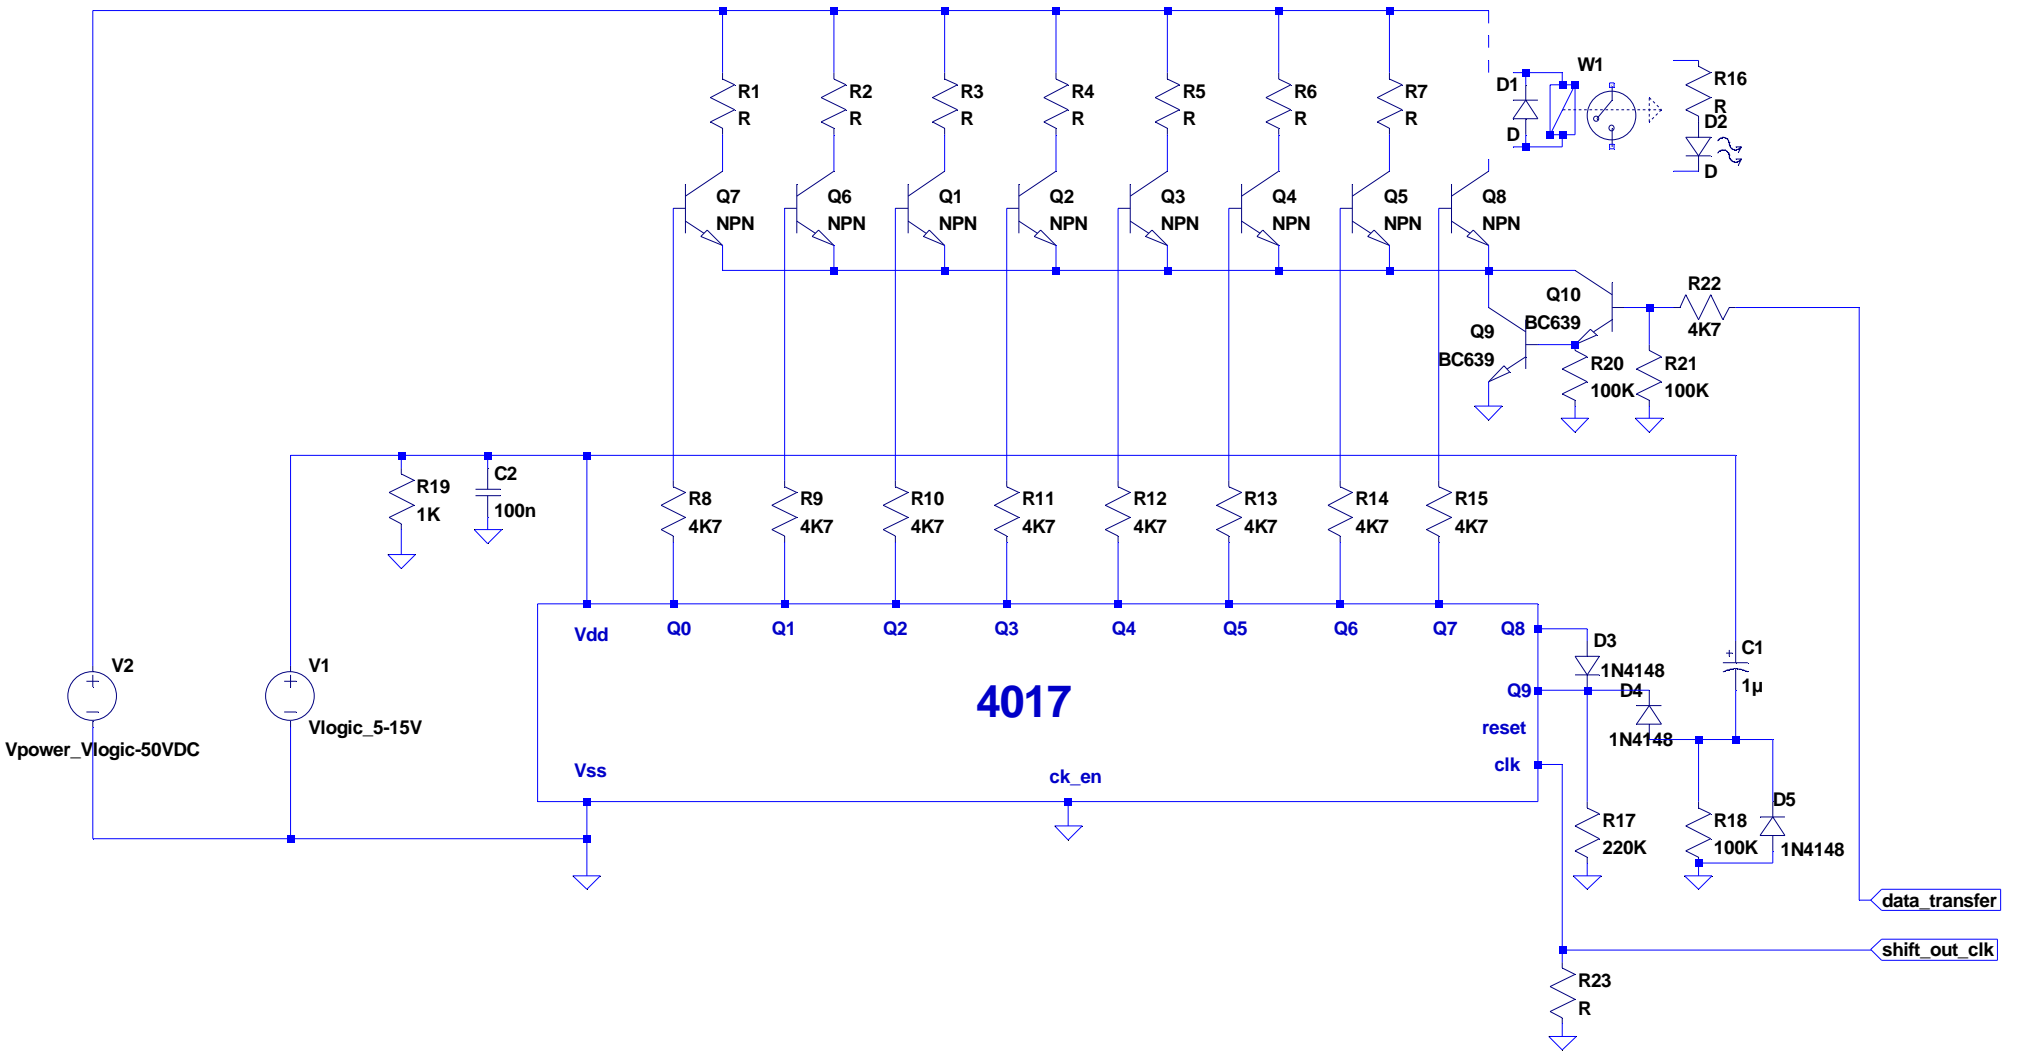 R1
R
R2
R
R3
R
R4
R
R5
R
R6
R
R7
R
D1
D
W1
R16
R
D2
D
Q7
NPN
Q6
NPN
Q1
NPN
Q2
NPN
Q3
NPN
Q4
NPN
Q5
NPN
Q8
NPN
Q10
BC639
Q9
BC639
R22
4K7
R20
100K
R21
100K
R19
1K
C2
100n
R8
4K7
R9
4K7
R10
4K7
R11
4K7
R12
4K7
R13
4K7
R14
4K7
R15
4K7
Vdd
Q0
Q1
Q2
Q3
Q4
Q5
Q6
Q7
Q8
Q9
reset
clk
4017
Vss
ck_en
D3
1N4148
D4
1N4148
+
C1
1µ
V2
Vpower_Vlogic-50VDC
V1
Vlogic_5-15V
R17
220K
R18
100K
D5
1N4148
data_transfer
shift_out_clk
R23
R